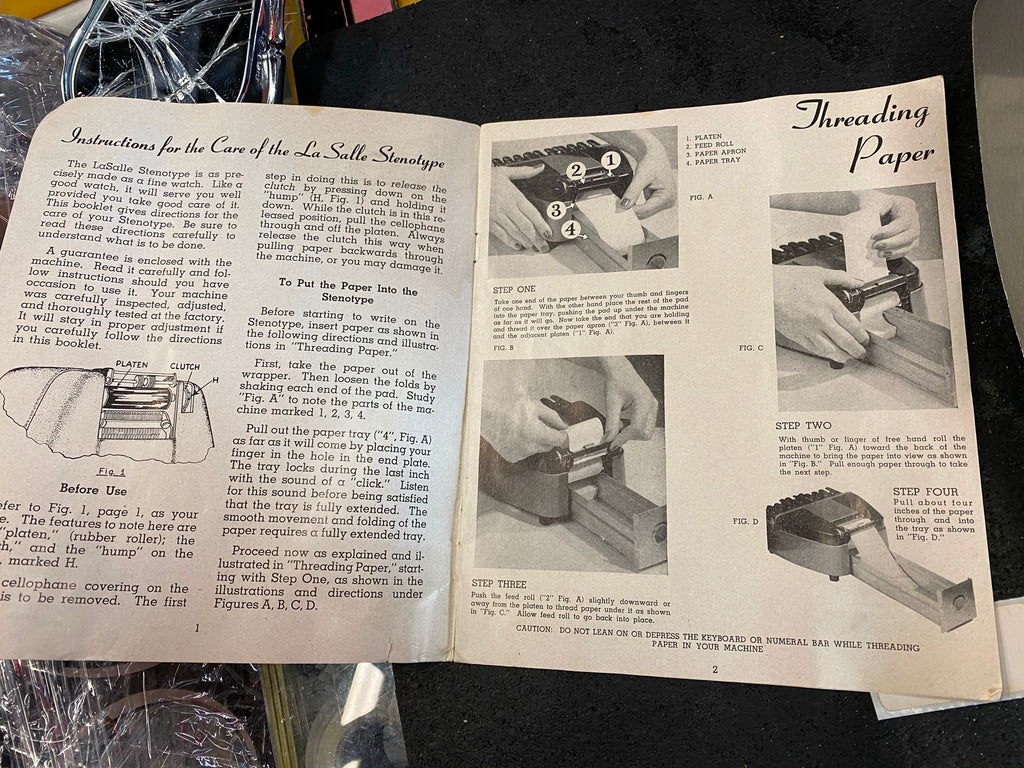 Instructions for the Care of the La Salle Stenotype
The LaSalle Stenotype is as pre-
cisely made as a fine watch. Like a
good watch, it will serve you well
provided you take good care of it.
This booklet gives directions for the
care of your Stenotype. Be sure to
read these directions carefully to
understand what is to be done.
A guarantee is enclosed with the
machine. Read it carefully and fol-
low instructions should you have
occasion to use it. Your machine
was carefully inspected, adjusted,
and thoroughly tested at the factory.
It will stay in proper adjustment if
you carefully follow the directions
in this booklet.
PLATEN CLUTCH
H
Fig. 1
Before Use
efer to Fig. 1, page 1, as your
e. The features to note here are
"platen," (rubber roller); the
h," and the "hump" on the
, marked H.
cellophane covering on the
is to be removed. The first
step in doing this is to release the
clutch by pressing down on the
"hump" (H, Fig. 1) and holding it
down. While the clutch is in this re-
leased position, pull the cellophane
through and off the platen. Always
release the clutch this way when
pulling paper backwards through
the machine, or you may damage it.
To Put the Paper Into the
Stenotype
Before starting to write on the
Stenotype, insert paper as shown in
the following directions and illustra-
tions in "Threading Paper."
First, take the paper out of the
wrapper. Then loosen the folds by
shaking each end of the pad. Study
"Fig. A" to note the parts of the ma-
chine marked 1, 2, 3, 4.
Pull out the paper tray ("4", Fig. A)
as far as it will come by placing your
finger in the hole in the end plate.
The tray locks during the last inch
with the sound of a "click." Listen
for this sound before being satisfied
that the tray is fully extended. The
smooth movement and folding of the
paper requires a fully extended tray.
Proceed now as explained and il-
lustrated in "Threading Paper," start-
ing with Step One, as shown in the
illustrations and directions under
Figures A, B, C, D.
1
Threading
Paper
1. PLATEN
2. FEED ROLL
3. PAPER APRON
4. PAPER TRAY
1
2
3
4
FIG. A
STEP ONE
Take one end of the paper between your thumb and fingers
of one hand. With the other hand place the rest of the pad
into the paper tray, pushing the pad up under the machine
as far as it will go. Now take the end that you are holding
and thread it over the paper apron ("3" Fig. A), between it
and the adjacent platen ("1" Fig. A).
FIG. B
FIG. C
STEP TWO
With thumb or finger of free hand roll the
platen ("1" Fig. A) toward the back of the
machine to bring the paper into view as shown
in "Fig. B." Pull enough paper through to take
the next step.
STEP THREE
Push the feed roll ("2" Fig. A) slightly downward or
away from the platen to thread paper under it as shown
in "Fig. C." Allow feed roll to go back into place.
FIG. D
STEP FOUR
Pull about four
inches of the paper
through and into
the tray as shown
in "Fig. D."
CAUTION: DO NOT LEAN ON OR DEPRESS THE KEYBOARD OR NUMERAL BAR WHILE THREADING
PAPER IN YOUR MACHINE
2